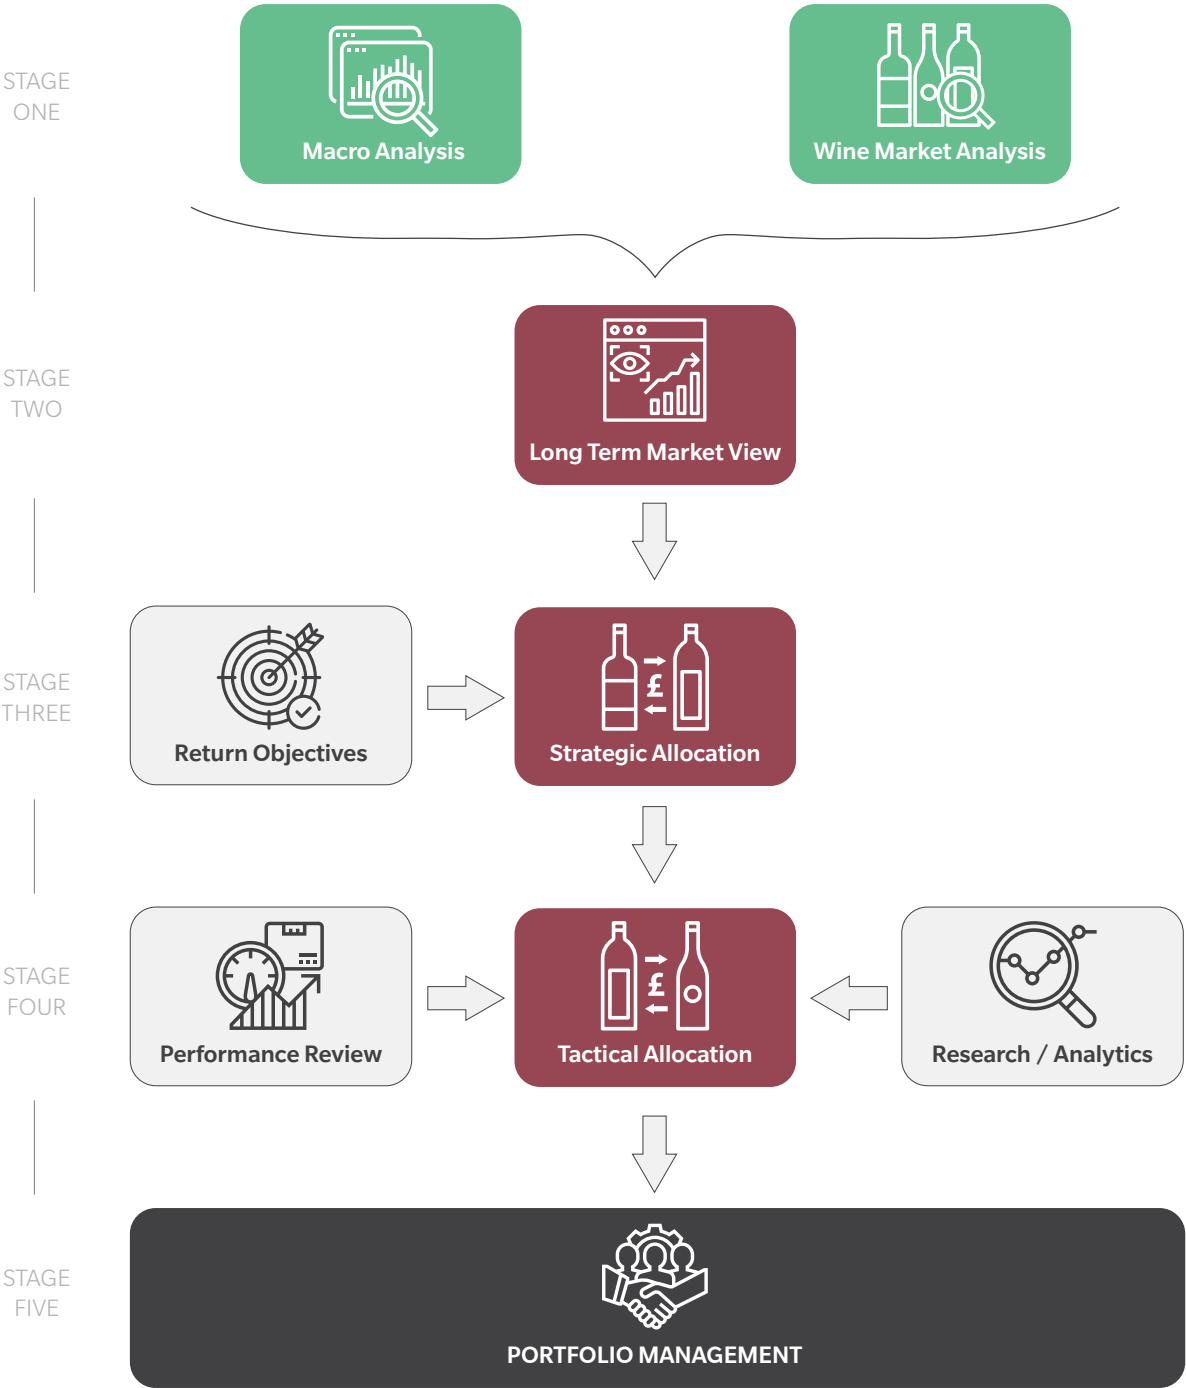 STAGE
ONE
Macro Analysis
Wine Market Analysis
STAGE
TWO
Long Term Market View
STAGE
THREE
Return Objectives
£
Strategic Allocation
STAGE
FOUR
Performance Review
£
Tactical Allocation
Research / Analytics
STAGE
FIVE
PORTFOLIO MANAGEMENT